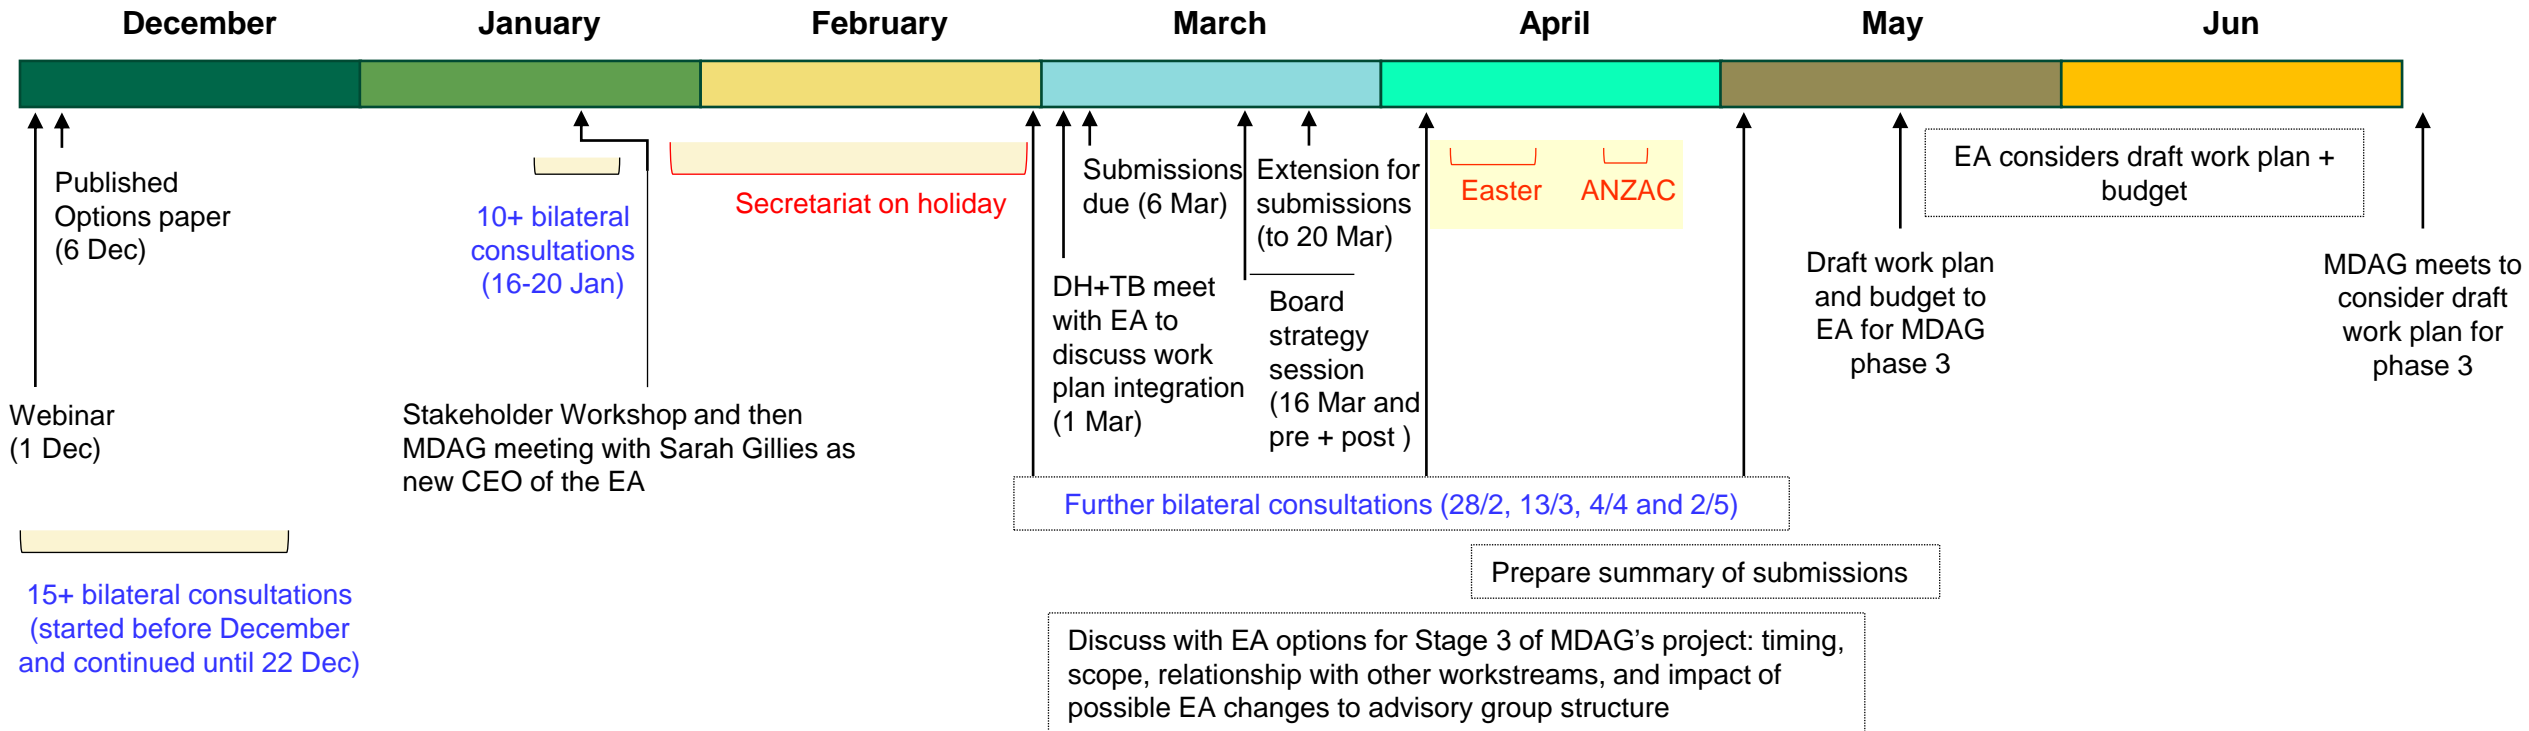 December
January
February
March
April
May
Jun
Published
Options paper
(6 Dec)
Webinar
(1 Dec)
15+ bilateral consultations
(started before December
and continued until 22 Dec)
10+ bilateral
consultations
(16-20 Jan)
Stakeholder Workshop and then
MDAG meeting with Sarah Gillies as
new CEO of the EA
Secretariat on holiday
Submissions
due (6 Mar)
DH+TB meet
with EA to
discuss work
plan integration
(1 Mar)
Extension for
submissions
(to 20 Mar)
Board
strategy
session
(16 Mar and
pre + post )
Easter
ANZAC
Further bilateral consultations (28/2, 13/3, 4/4 and 2/5)
Prepare summary of submissions
Discuss with EA options for Stage 3 of MDAG’s project: timing,
scope, relationship with other workstreams, and impact of
possible EA changes to advisory group structure
Draft work plan
and budget to
EA for MDAG
phase 3
EA considers draft work plan +
budget
MDAG meets to
consider draft
work plan for
phase 3